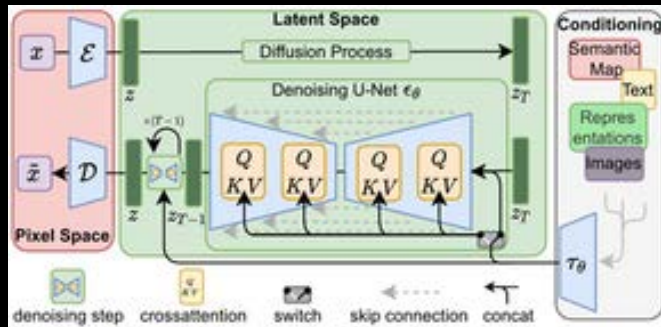 Latent Space
Conditioning
x
ℰ
Diffusion Process
z
z_T
Semantic
Map
Text
Repres
entations
Images
Denoising U-Net ϵ_θ
×(T−1)
Q
K,V
Q
K,V
Q
K,V
Q
K,V
x̃
𝒟
z
z_{T−1}
z_T
Pixel Space
τ_θ
Q
K,V
denoising step
crossattention
switch
skip connection
concat